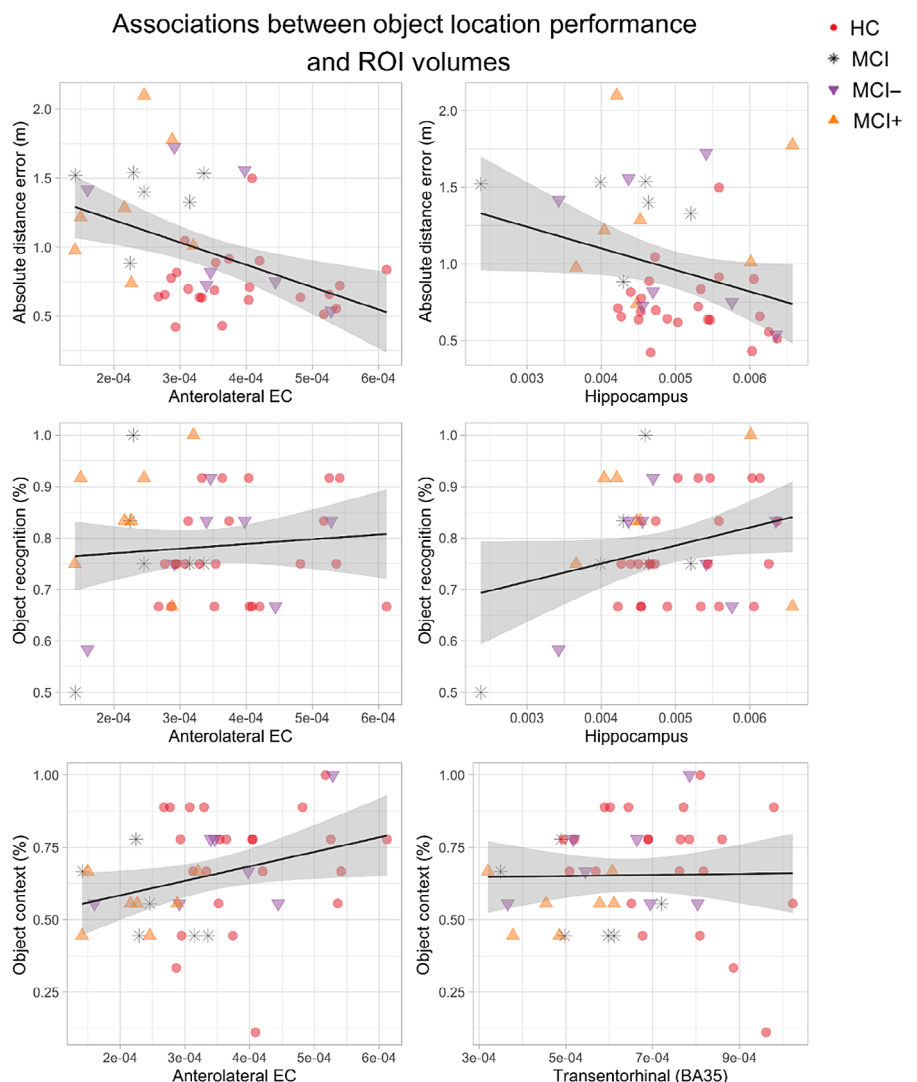 Associations between object location performance
and ROI volumes
HC
MCI
MCI–
MCI+
Absolute distance error (m)
2.0
1.5
1.0
0.5
2e-04 3e-04 4e-04 5e-04 6e-04
Anterolateral EC
Absolute distance error (m)
2.0
1.5
1.0
0.5
0.003 0.004 0.005 0.006
Hippocampus
Object recognition (%)
1.0
0.9
0.8
0.7
0.6
0.5
2e-04 3e-04 4e-04 5e-04 6e-04
Anterolateral EC
Object recognition (%)
1.0
0.9
0.8
0.7
0.6
0.5
0.003 0.004 0.005 0.006
Hippocampus
Object context (%)
1.00
0.75
0.50
0.25
2e-04 3e-04 4e-04 5e-04 6e-04
Anterolateral EC
Object context (%)
1.00
0.75
0.50
0.25
3e-04 5e-04 7e-04 9e-04
Transentorhinal (BA35)